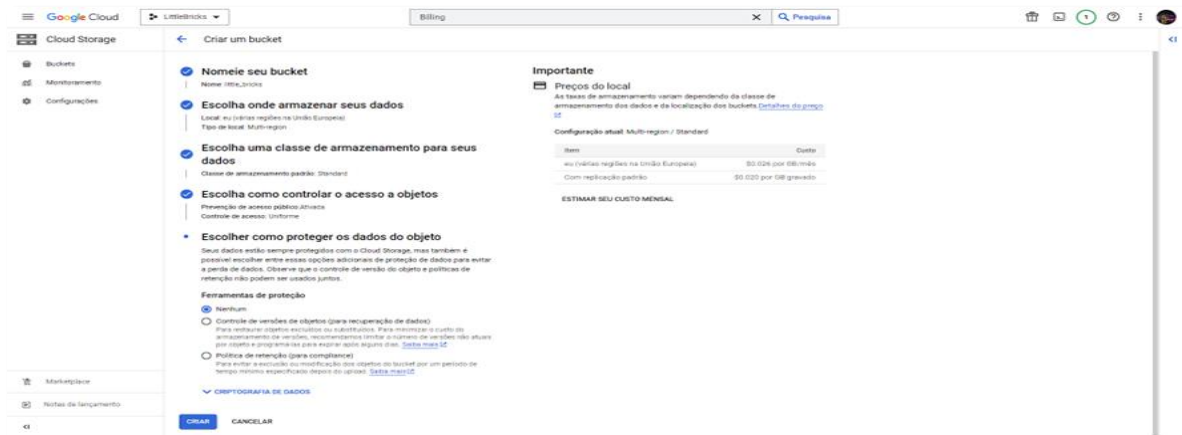 Google Cloud
LittleBricks
Billing
Pesquisa
1
Cloud Storage
Criar um bucket
Buckets
Monitoramento
Configurações
Nomeie seu bucket
Nome: little_bricks
Escolha onde armazenar seus dados
Local: eu (várias regiões na União Europeia)
Tipo de local: Multi-region
Escolha uma classe de armazenamento para seus
dados
Classe de armazenamento padrão: Standard
Escolha como controlar o acesso a objetos
Prevenção de acesso público: Ativada
Controle de acesso: Uniforme
Escolher como proteger os dados do objeto
Seus dados estão sempre protegidos com o Cloud Storage, mas também é
possível escolher entre essas opções adicionais de proteção de dados para evitar
a perda de dados. Observe que o controle de versão do objeto e políticas de
retenção não podem ser usados juntos.
Ferramentas de proteção
Nenhum
Controle de versões de objetos (para recuperação de dados)
Para restaurar objetos excluídos ou substituídos. Para minimizar o custo do
armazenamento de versões, recomendamos limitar o número de versões não atuais
por objeto e programá-las para expirar após alguns dias. Saiba mais
Política de retenção (para compliance)
Para evitar a exclusão ou modificação dos objetos do bucket por um período de
tempo mínimo especificado depois do upload. Saiba mais
CRIPTOGRAFIA DE DADOS
CRIAR
CANCELAR
Importante
Preços do local
As taxas de armazenamento variam dependendo da classe de
armazenamento dos dados e da localização dos buckets. Detalhes do preço
Configuração atual: Multi-region / Standard
Item Custo
eu (várias regiões na União Europeia) $0.026 por GB/mês
Com replicação padrão $0.020 por GB gravado
ESTIMAR SEU CUSTO MENSAL
Marketplace
Notas de lançamento